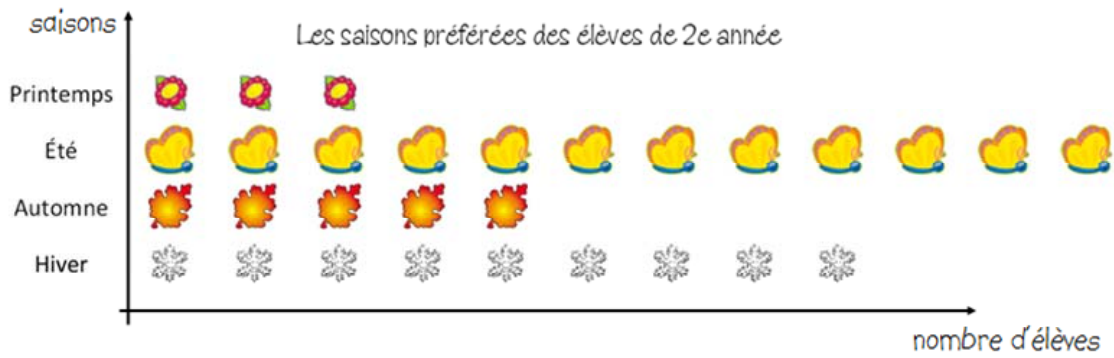 saisons
Les saisons préférées des élèves de 2e année
Printemps
Été
Automne
Hiver
nombre d'élèves